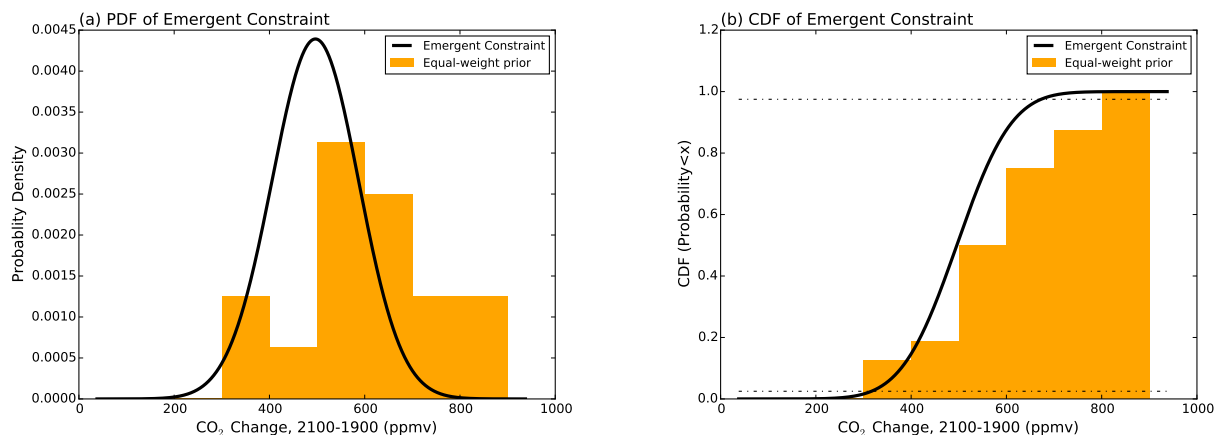 (a) PDF of Emergent Constraint
0.0045
0.0040
0.0035
0.0030
0.0025
0.0020
0.0015
0.0010
0.0005
0.0000
Probablity Density
Emergent Constraint
Equal-weight prior
0 200 400 600 800 1000
CO₂ Change, 2100-1900 (ppmv)
(b) CDF of Emergent Constraint
1.2
1.0
0.8
0.6
0.4
0.2
0.0
CDF (Probability<x)
Emergent Constraint
Equal-weight prior
0 200 400 600 800 1000
CO₂ Change, 2100-1900 (ppmv)